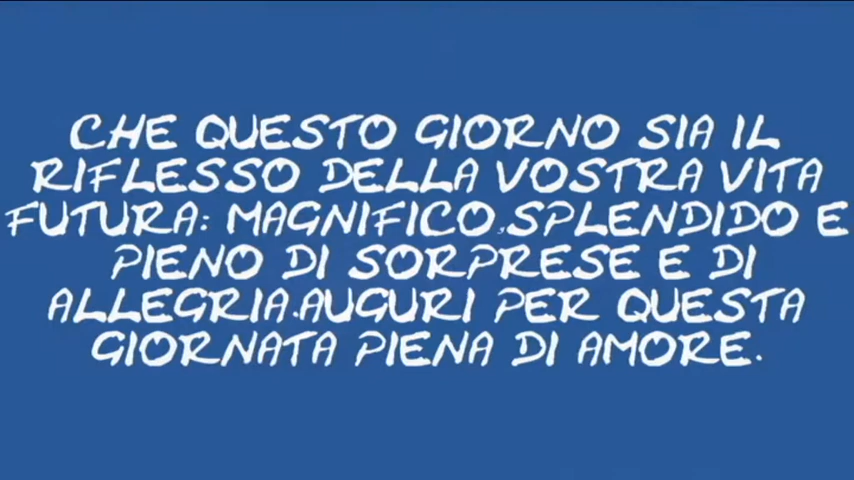 CHE QUESTO GIORNO SIA IL
RIFLESSO DELLA VOSTRA VITA
FUTURA: MAGNIFICO,SPLENDIDO E
PIENO DI SORPRESE E DI
ALLEGRIA.AUGURI PER QUESTA
GIORNATA PIENA DI AMORE.